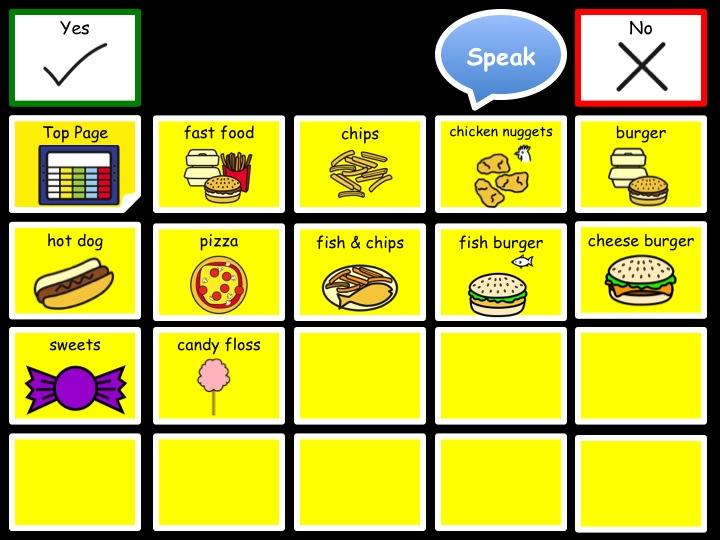 Yes
Speak
No
Top Page
fast food
chips
chicken nuggets
burger
hot dog
pizza
fish & chips
fish burger
cheese burger
sweets
candy floss